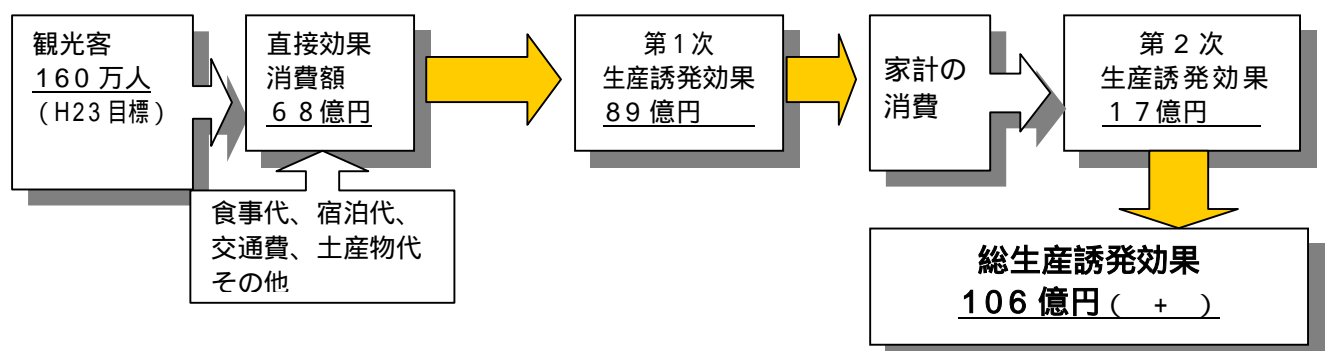 観光客
160万人
（H23目標）
直接効果
消費額
６８億円
食事代、宿泊代、
交通費、土産物代
その他
第１次
生産誘発効果
89億円
家計の
消費
第２次
生産誘発効果
１７億円
総生産誘発効果
106億円（　+　）